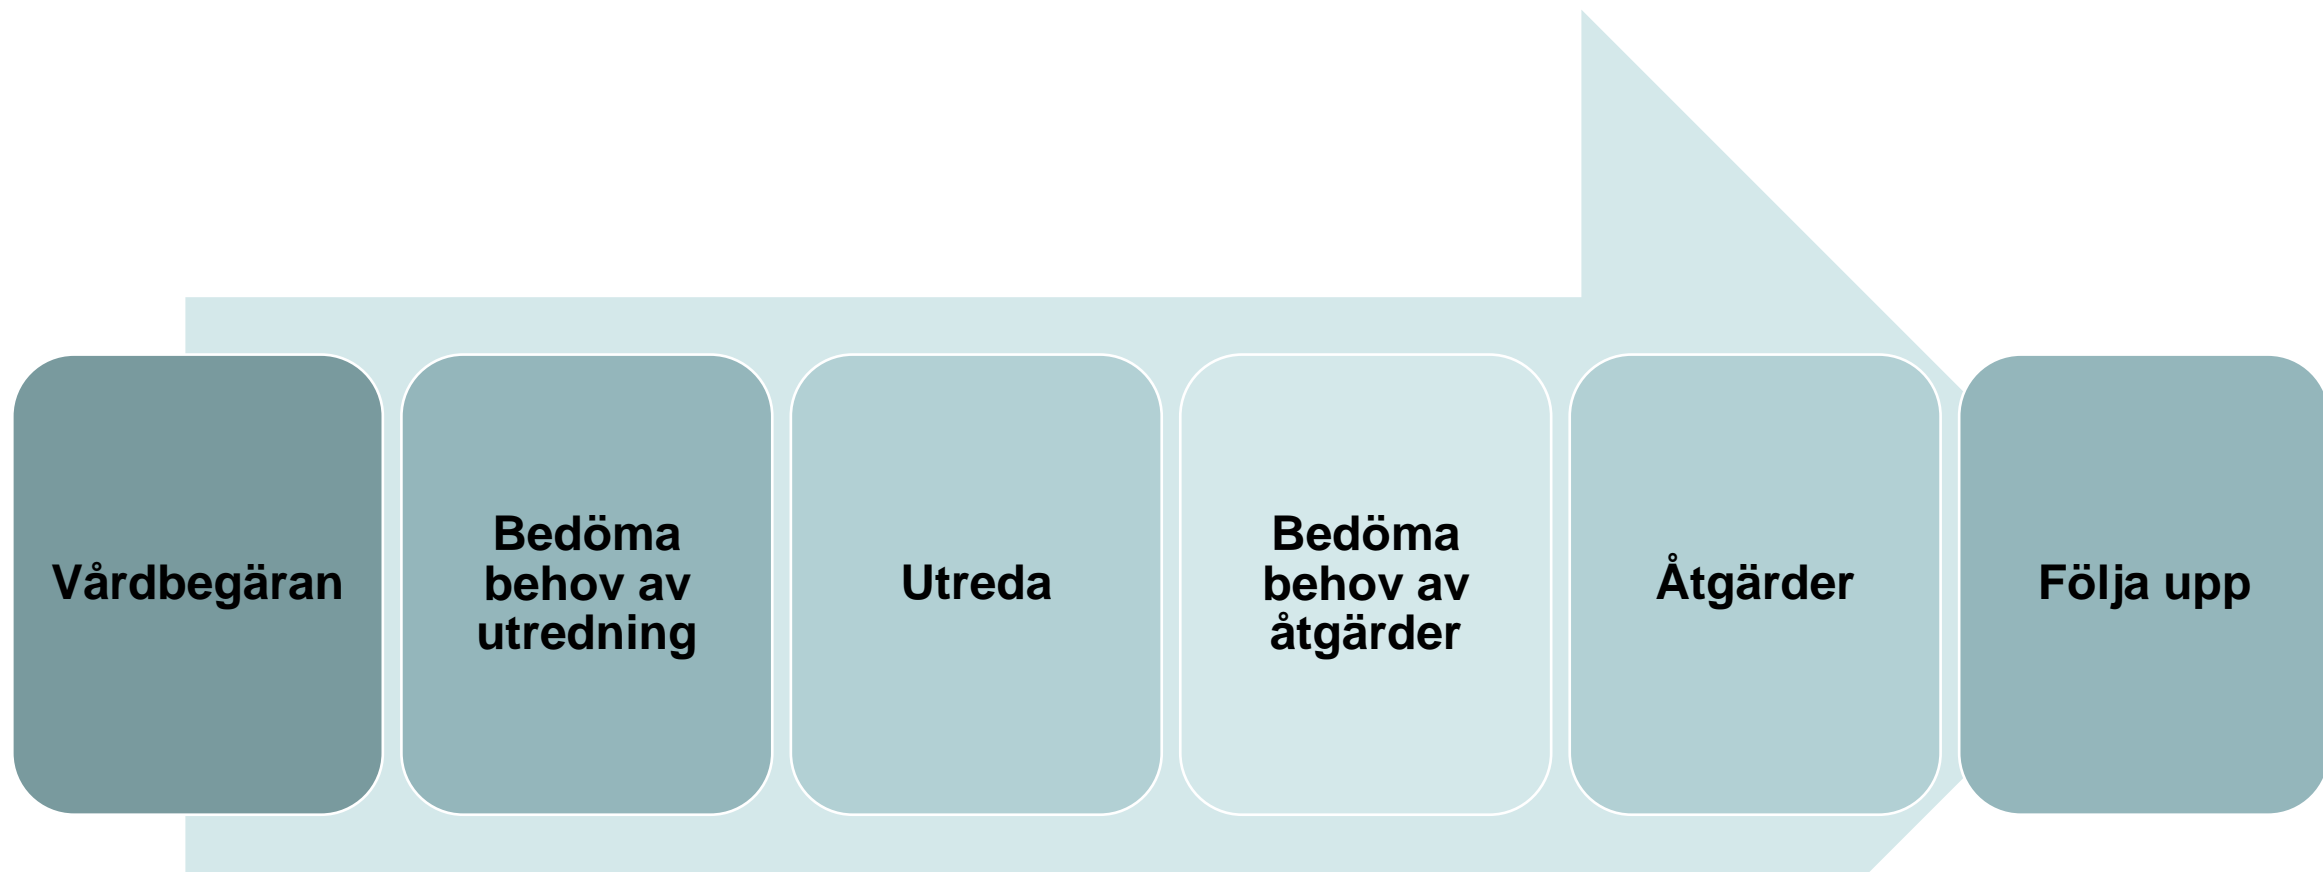 Vårdbegäran
Bedöma
behov av
utredning
Utreda
Bedöma
behov av
åtgärder
Åtgärder
Följa upp